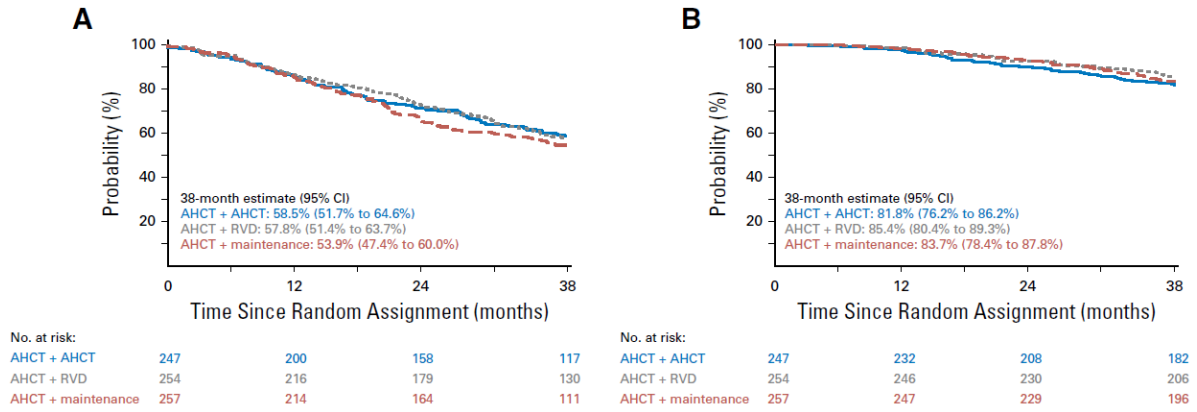 A
Probability (%)
100
80
60
40
20
38-month estimate (95% CI)
AHCT + AHCT: 58.5% (51.7% to 64.6%)
AHCT + RVD: 57.8% (51.4% to 63.7%)
AHCT + maintenance: 53.9% (47.4% to 60.0%)
0 12 24 38
Time Since Random Assignment (months)
No. at risk:
AHCT + AHCT 247 200 158 117
AHCT + RVD 254 216 179 130
AHCT + maintenance 257 214 164 111
B
Probability (%)
100
80
60
40
20
38-month estimate (95% CI)
AHCT + AHCT: 81.8% (76.2% to 86.2%)
AHCT + RVD: 85.4% (80.4% to 89.3%)
AHCT + maintenance: 83.7% (78.4% to 87.8%)
0 12 24 38
Time Since Random Assignment (months)
No. at risk:
AHCT + AHCT 247 232 208 182
AHCT + RVD 254 246 230 206
AHCT + maintenance 257 247 229 196